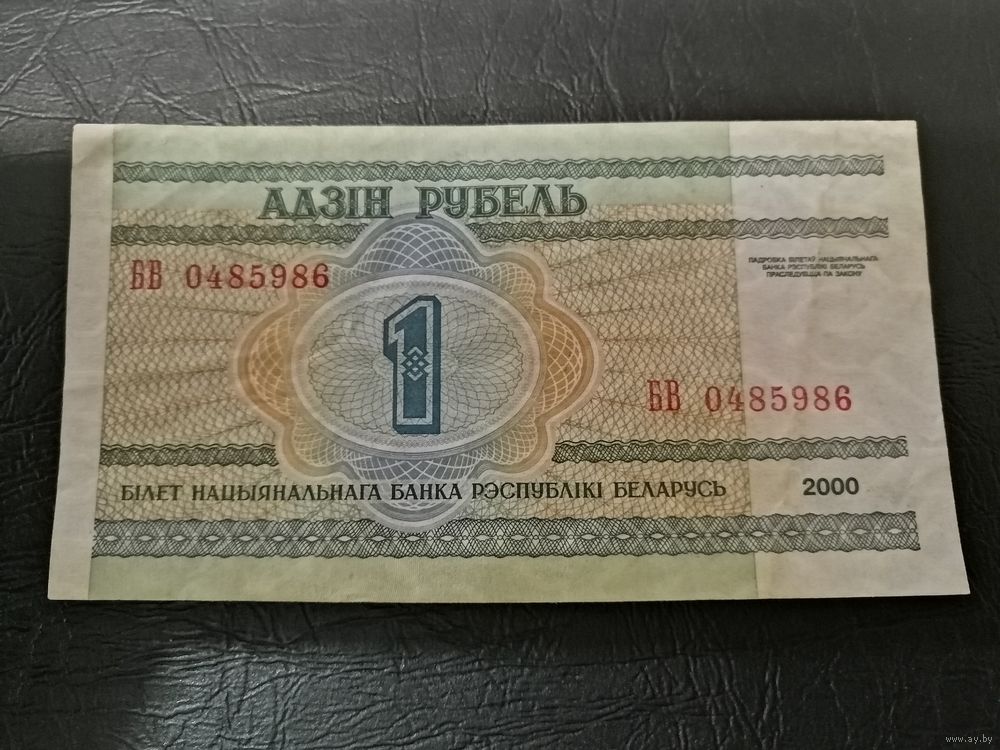 АДЗІН РУБЕЛЬ
БВ 0485986
ПАДРОБКА БІЛЕТАЎ НАЦЫЯНАЛЬНАГА
БАНКА РЭСПУБЛІКІ БЕЛАРУСЬ
ПРАСЛЕДУЕЦЦА ПА ЗАКОНУ
1
БВ 0485986
БІЛЕТ НАЦЫЯНАЛЬНАГА БАНКА РЭСПУБЛІКІ БЕЛАРУСЬ
2000
www.ay.by